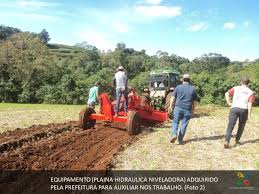 EQUIPAMENTO (PLAINA HIDRAULICA NIVELADORA) ADQUIRIDO
PELA PREFEITURA PARA AUXILIAR NOS TRABALHO. (Foto 2)